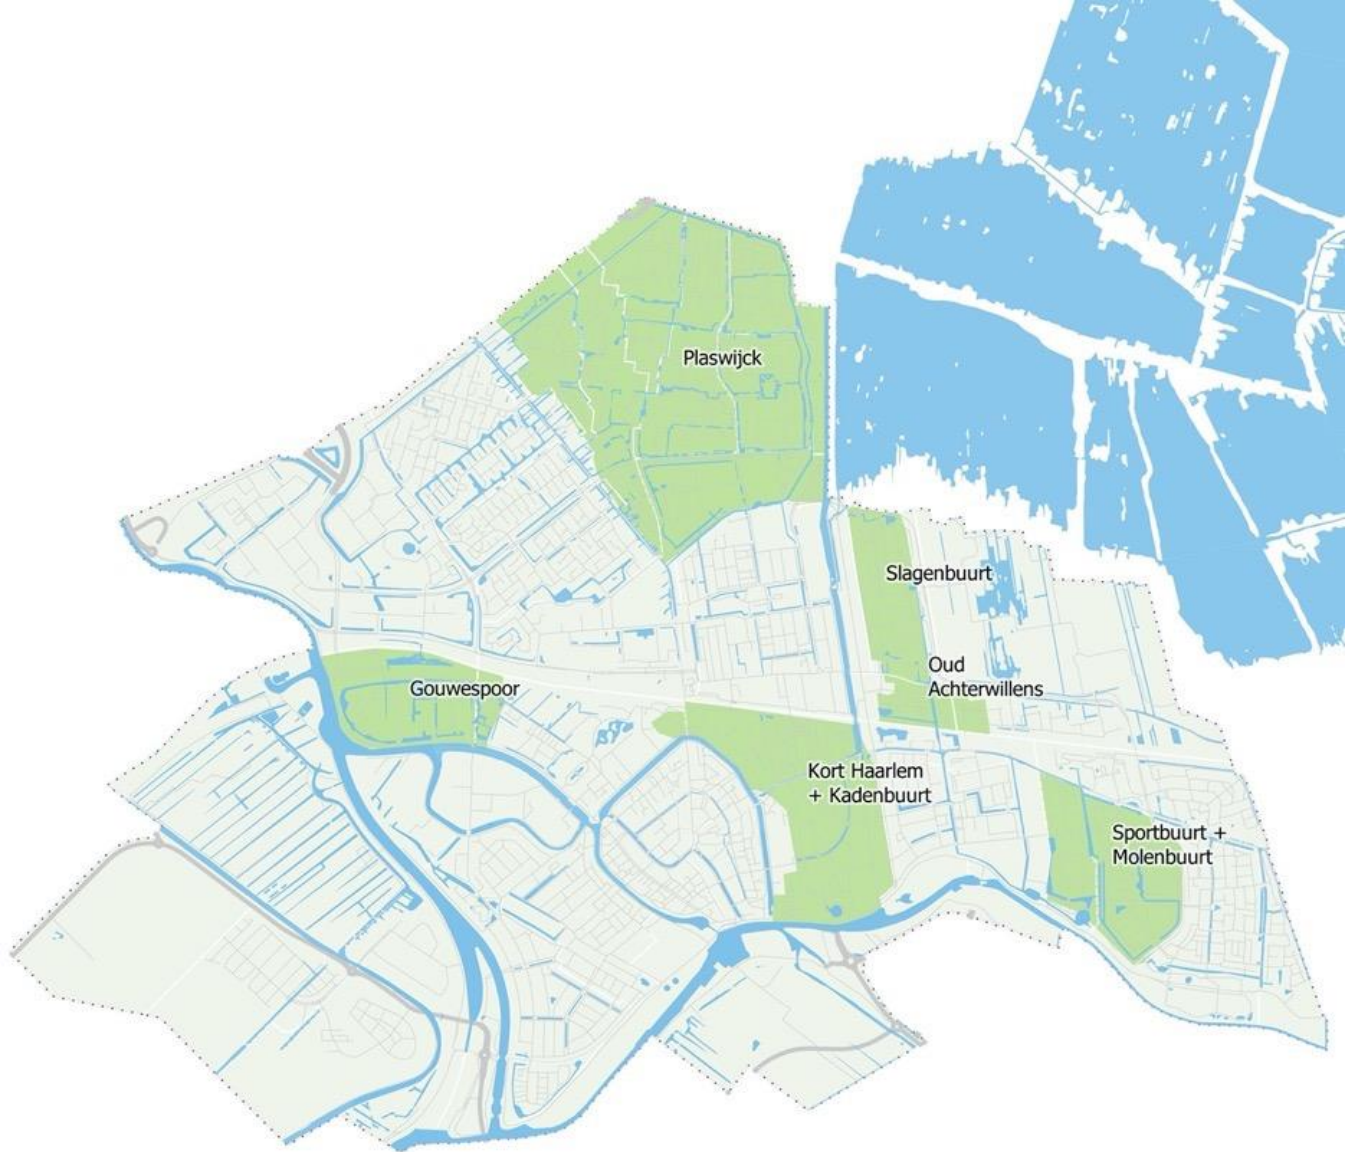 Plaswijck
Slagenbuurt
Oud
Achterwillens
Gouwespoor
Kort Haarlem
+ Kadenbuurt
Sportbuurt +
Molenbuurt